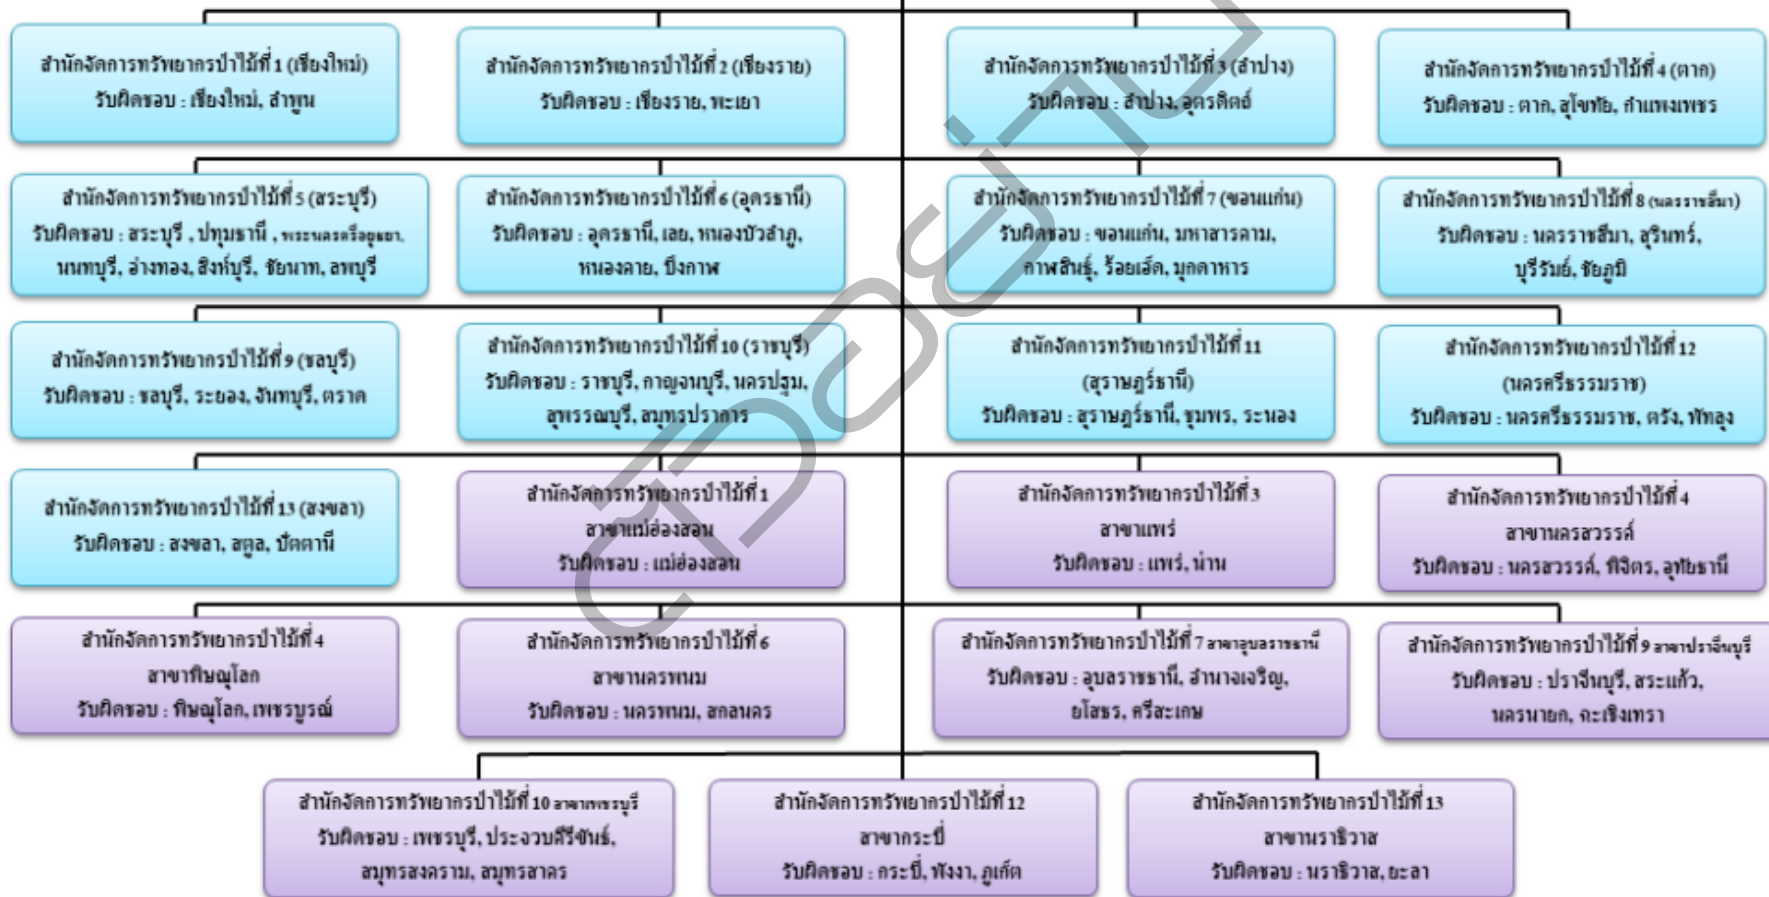 สำนักจัดการทรัพยากรป่าไม้ที่ 1 (เชียงใหม่)
รับผิดชอบ : เชียงใหม่, ลำพูน
สำนักจัดการทรัพยากรป่าไม้ที่ 2 (เชียงราย)
รับผิดชอบ : เชียงราย, พะเยา
สำนักจัดการทรัพยากรป่าไม้ที่ 3 (ลำปาง)
รับผิดชอบ : ลำปาง, อุตรดิตถ์
สำนักจัดการทรัพยากรป่าไม้ที่ 4 (ตาก)
รับผิดชอบ : ตาก, สุโขทัย, กำแพงเพชร
สำนักจัดการทรัพยากรป่าไม้ที่ 5 (สระบุรี)
รับผิดชอบ : สระบุรี , ปทุมธานี , พระนครศรีอยุธยา,
นนทบุรี, อ่างทอง, สิงห์บุรี, ชัยนาท, ลพบุรี
สำนักจัดการทรัพยากรป่าไม้ที่ 6 (อุดรธานี)
รับผิดชอบ : อุดรธานี, เลย, หนองบัวลำภู,
หนองคาย, บึงกาฬ
สำนักจัดการทรัพยากรป่าไม้ที่ 7 (ขอนแก่น)
รับผิดชอบ : ขอนแก่น, มหาสารคาม,
กาฬสินธุ์, ร้อยเอ็ด, มุกดาหาร
สำนักจัดการทรัพยากรป่าไม้ที่ 8 (นครราชสีมา)
รับผิดชอบ : นครราชสีมา, สุรินทร์,
บุรีรัมย์, ชัยภูมิ
สำนักจัดการทรัพยากรป่าไม้ที่ 9 (ชลบุรี)
รับผิดชอบ : ชลบุรี, ระยอง, จันทบุรี, ตราด
สำนักจัดการทรัพยากรป่าไม้ที่ 10 (ราชบุรี)
รับผิดชอบ : ราชบุรี, กาญจนบุรี, นครปฐม,
สุพรรณบุรี, สมุทรปราการ
สำนักจัดการทรัพยากรป่าไม้ที่ 11
(สุราษฎร์ธานี)
รับผิดชอบ : สุราษฎร์ธานี, ชุมพร, ระนอง
สำนักจัดการทรัพยากรป่าไม้ที่ 12
(นครศรีธรรมราช)
รับผิดชอบ : นครศรีธรรมราช, ตรัง, พัทลุง
สำนักจัดการทรัพยากรป่าไม้ที่ 13 (สงขลา)
รับผิดชอบ : สงขลา, สตูล, ปัตตานี
สำนักจัดการทรัพยากรป่าไม้ที่ 1
สาขาแม่ฮ่องสอน
รับผิดชอบ : แม่ฮ่องสอน
สำนักจัดการทรัพยากรป่าไม้ที่ 3
สาขาแพร่
รับผิดชอบ : แพร่, น่าน
สำนักจัดการทรัพยากรป่าไม้ที่ 4
สาขานครสวรรค์
รับผิดชอบ : นครสวรรค์, พิจิตร, อุทัยธานี
สำนักจัดการทรัพยากรป่าไม้ที่ 4
สาขาพิษณุโลก
รับผิดชอบ : พิษณุโลก, เพชรบูรณ์
สำนักจัดการทรัพยากรป่าไม้ที่ 6
สาขานครพนม
รับผิดชอบ : นครพนม, สกลนคร
สำนักจัดการทรัพยากรป่าไม้ที่ 7 สาขาอุบลราชธานี
รับผิดชอบ : อุบลราชธานี, อำนาจเจริญ,
ยโสธร, ศรีสะเกษ
สำนักจัดการทรัพยากรป่าไม้ที่ 9 สาขาปราจีนบุรี
รับผิดชอบ : ปราจีนบุรี, สระแก้ว,
นครนายก, ฉะเชิงเทรา
สำนักจัดการทรัพยากรป่าไม้ที่ 10 สาขาเพชรบุรี
รับผิดชอบ : เพชรบุรี, ประจวบคีรีขันธ์,
สมุทรสงคราม, สมุทรสาคร
สำนักจัดการทรัพยากรป่าไม้ที่ 12
สาขากระบี่
รับผิดชอบ : กระบี่, พังงา, ภูเก็ต
สำนักจัดการทรัพยากรป่าไม้ที่ 13
สาขานราธิวาส
รับผิดชอบ : นราธิวาส, ยะลา
ตัวอย่าง